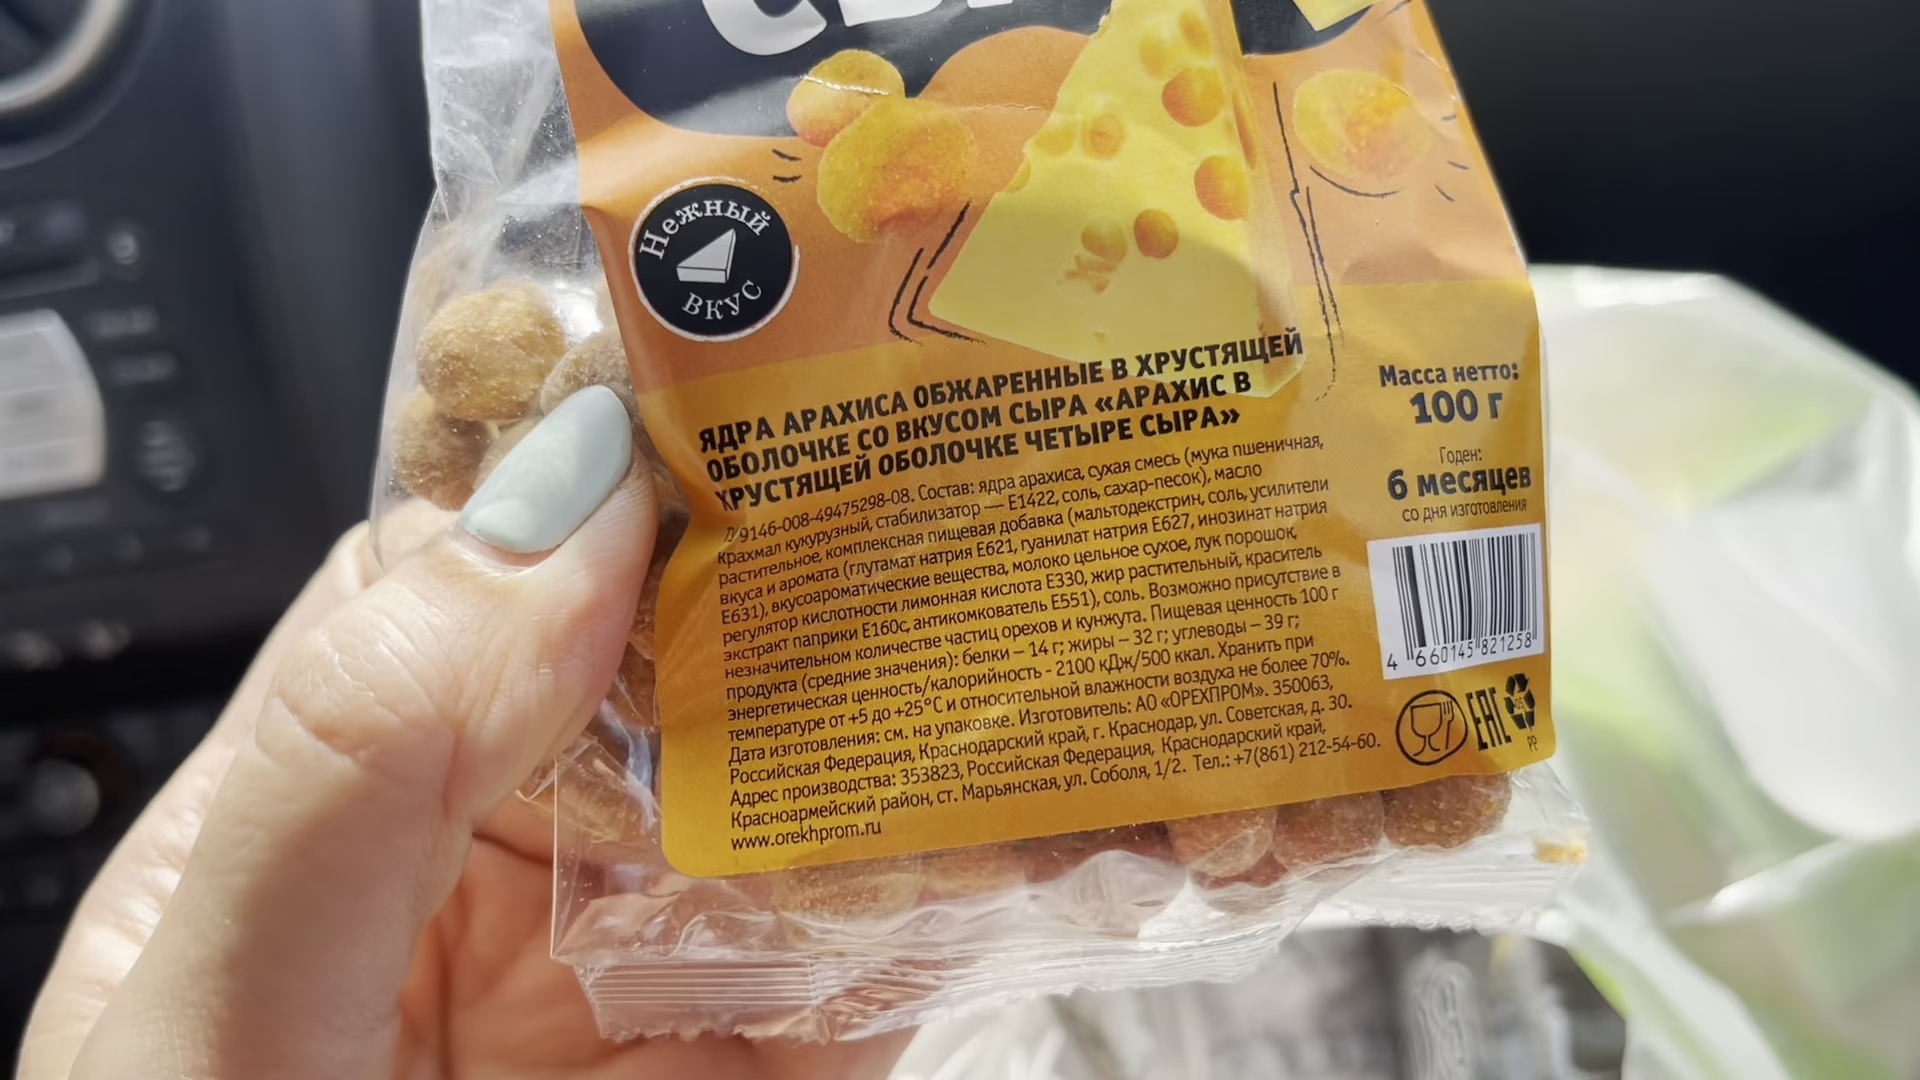 Нежный
вкус
ЯДРА АРАХИСА ОБЖАРЕННЫЕ В ХРУСТЯЩЕЙ
ОБОЛОЧКЕ СО ВКУСОМ СЫРА «АРАХИС В
ХРУСТЯЩЕЙ ОБОЛОЧКЕ ЧЕТЫРЕ СЫРА»
9146-008-49475298-08. Состав: ядра арахиса, сухая смесь (мука пшеничная,
крахмал кукурузный, стабилизатор — Е1422, соль, сахар-песок), масло
растительное, комплексная пищевая добавка (мальтодекстрин, соль, усилители
вкуса и аромата (глутамат натрия Е621, гуанилат натрия Е627, инозинат натрия
Е631), вкусоароматические вещества, молоко цельное сухое, лук порошок,
регулятор кислотности лимонная кислота Е330, жир растительный, краситель
экстракт паприки Е160с, антикомкователь Е551), соль. Возможно присутствие в
незначительном количестве частиц орехов и кунжута. Пищевая ценность 100 г
продукта (средние значения): белки – 14 г; жиры – 32 г; углеводы – 39 г;
энергетическая ценность/калорийность - 2100 кДж/500 ккал. Хранить при
температуре от +5 до +25°С и относительной влажности воздуха не более 70%.
Дата изготовления: см. на упаковке. Изготовитель: АО «ОРЕХПРОМ». 350063,
Российская Федерация, Краснодарский край, г. Краснодар, ул. Советская, д. 30.
Адрес производства: 353823, Российская Федерация, Краснодарский край,
Красноармейский район, ст. Марьянская, ул. Соболя, 1/2. Тел.: +7(861) 212-54-60.
www.orekhprom.ru
Масса нетто:
100 г
Годен:
6 месяцев
со дня изготовления
4 660145 821258
EAC
PP